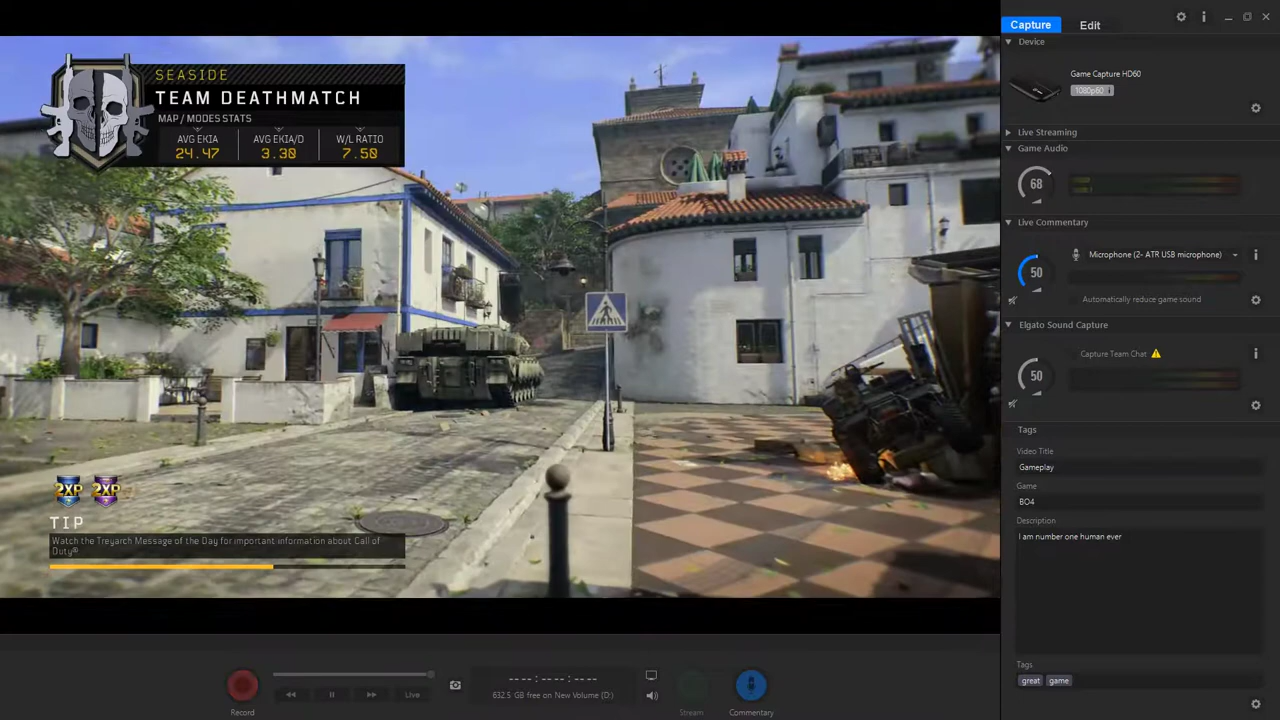 Capture Edit
Device
Game Capture HD60
1080p60
SEASIDE
TEAM DEATHMATCH
MAP / MODES STATS
AVG EKIA AVG EKIA/D W/L RATIO
24.47 3.30 7.50
Live Streaming
Game Audio
68
Live Commentary
50
Microphone (2- ATR USB microphone)
Automatically reduce game sound
Elgato Sound Capture
Capture Team Chat
50
Tags
Video Title
Gameplay
Game
BO4
Description
I am number one human ever
2XP 2XP
TIP
Watch the Treyarch Message of the Day for important information about Call of
Duty®
Tags
great game
Record
Live
--:--:--
632.5 GB free on New Volume (D:)
Stream
Commentary